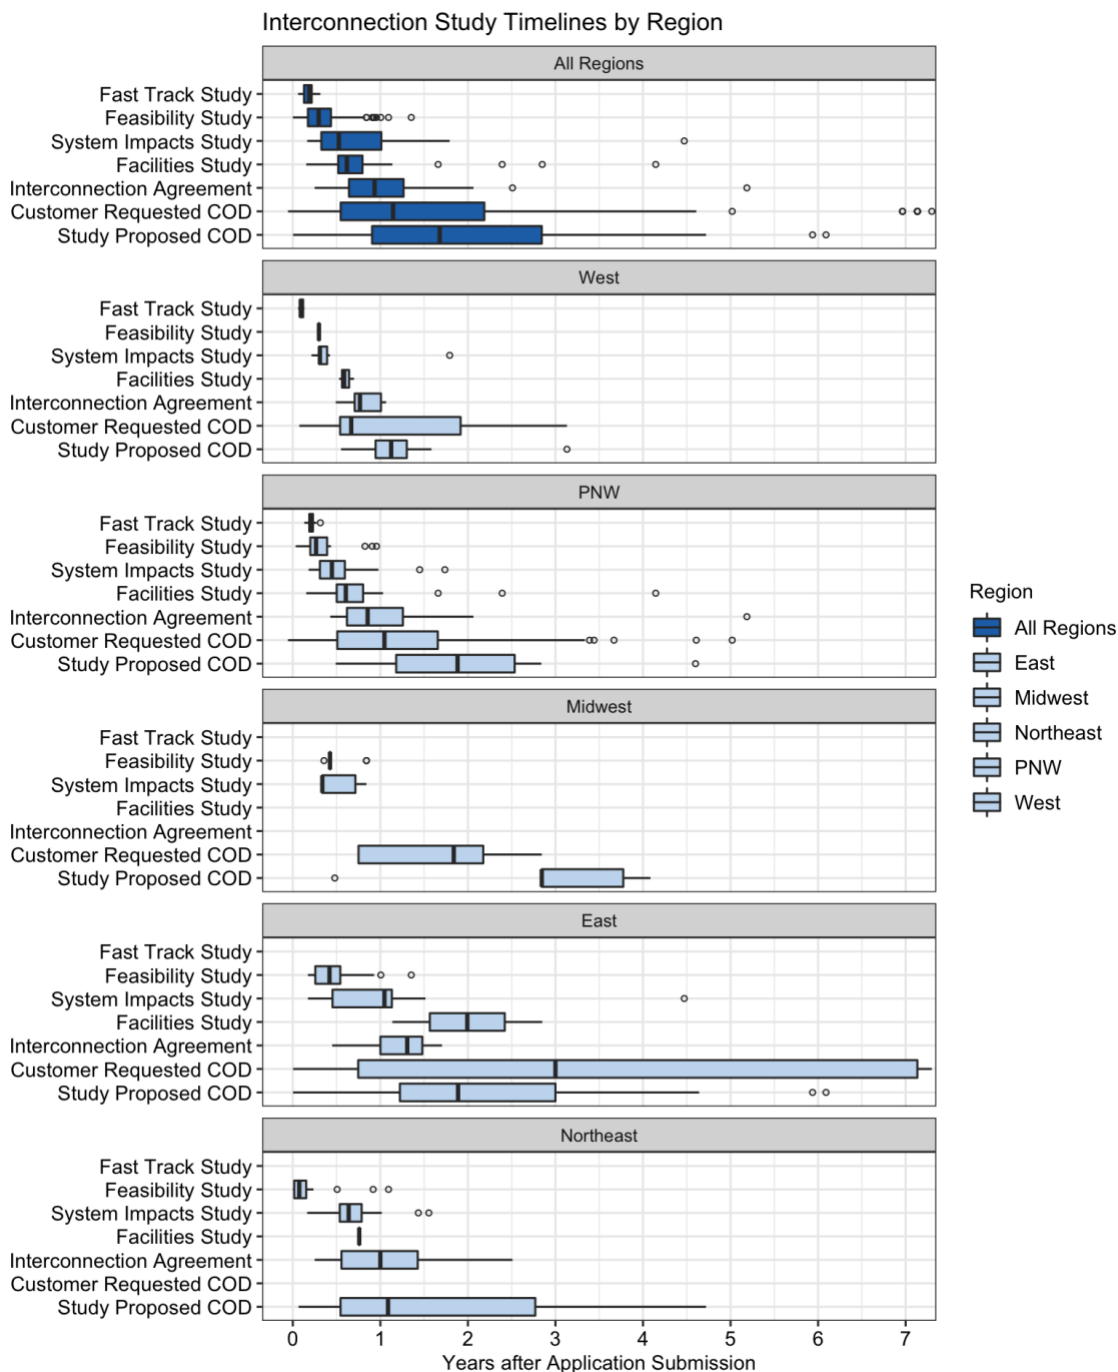 Interconnection Study Timelines by Region
All Regions
Fast Track Study
Feasibility Study
System Impacts Study
Facilities Study
Interconnection Agreement
Customer Requested COD
Study Proposed COD
West
Fast Track Study
Feasibility Study
System Impacts Study
Facilities Study
Interconnection Agreement
Customer Requested COD
Study Proposed COD
PNW
Fast Track Study
Feasibility Study
System Impacts Study
Facilities Study
Interconnection Agreement
Customer Requested COD
Study Proposed COD
Midwest
Fast Track Study
Feasibility Study
System Impacts Study
Facilities Study
Interconnection Agreement
Customer Requested COD
Study Proposed COD
East
Fast Track Study
Feasibility Study
System Impacts Study
Facilities Study
Interconnection Agreement
Customer Requested COD
Study Proposed COD
Northeast
Fast Track Study
Feasibility Study
System Impacts Study
Facilities Study
Interconnection Agreement
Customer Requested COD
Study Proposed COD
0 1 2 3 4 5 6 7
Years after Application Submission
Region
All Regions
East
Midwest
Northeast
PNW
West